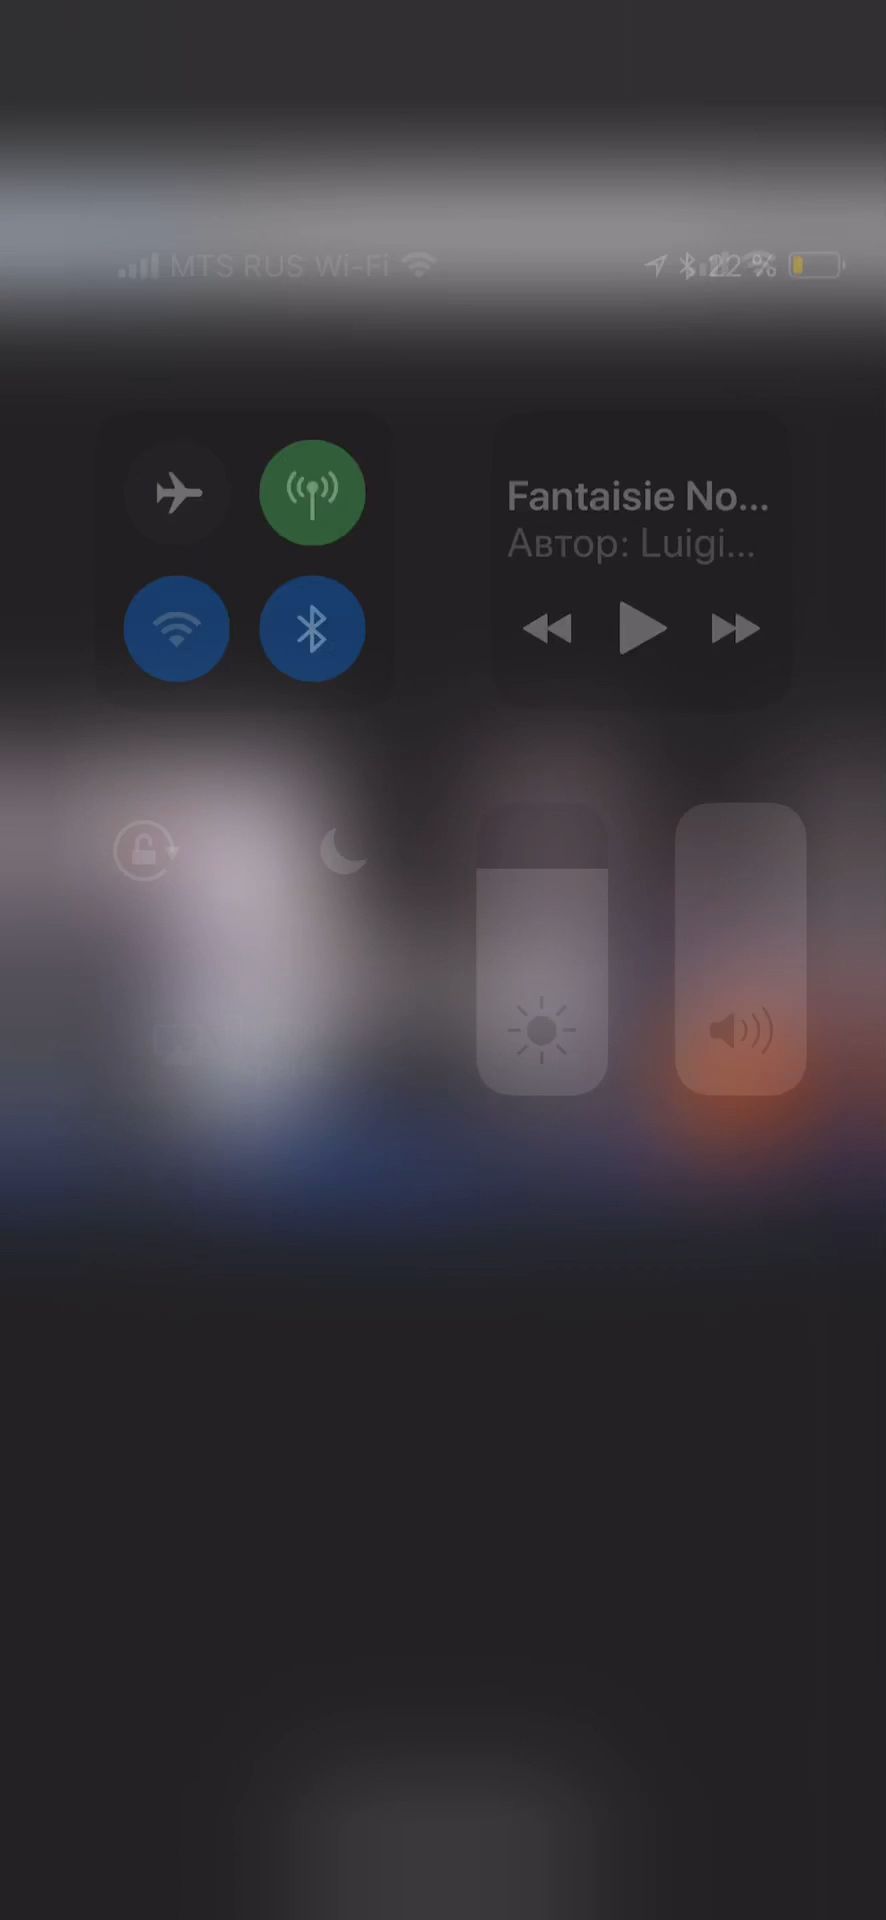 MTS RUS Wi-Fi
22 %
Fantaisie No...
Автор: Luigi...